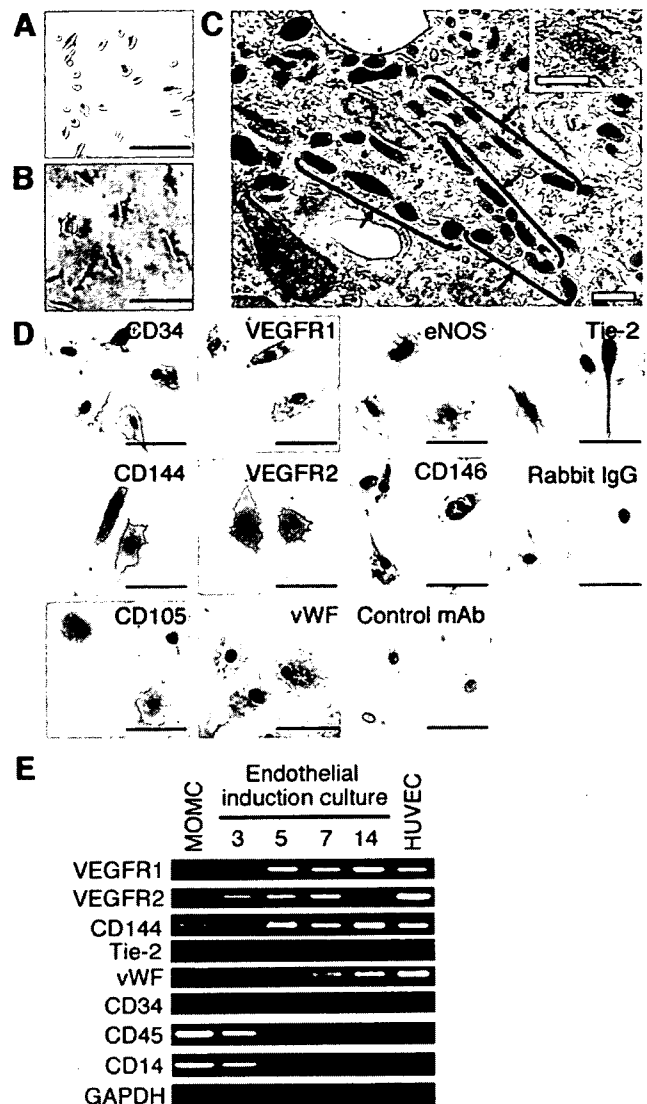 A
C
B
D
CD34
VEGFR1
eNOS
Tie-2
CD144
VEGFR2
CD146
Rabbit IgG
CD105
vWF
Control mAb
E
MOMC
Endothelial
induction culture
3 5 7 14
HUVEC
VEGFR1
VEGFR2
CD144
Tie-2
vWF
CD34
CD45
CD14
GAPDH